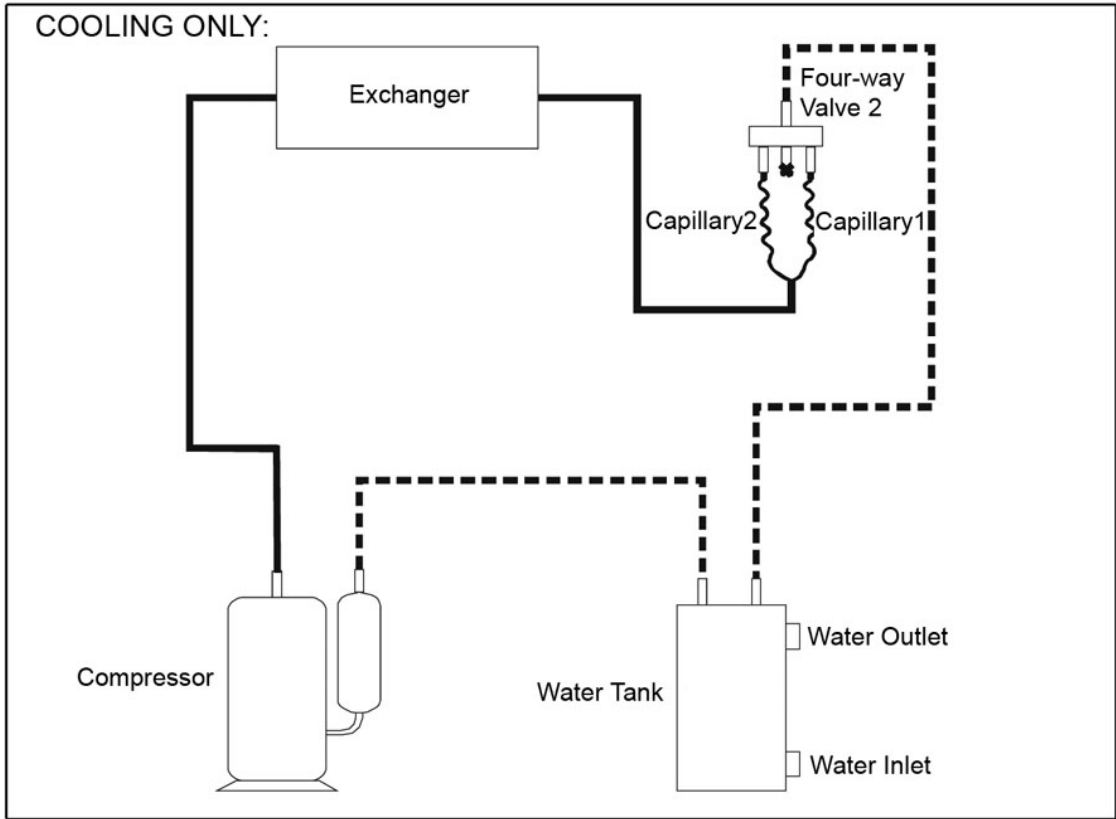 COOLING ONLY:
Exchanger
Four-way
Valve 2
Capillary2
Capillary1
Compressor
Water Tank
Water Outlet
Water Inlet